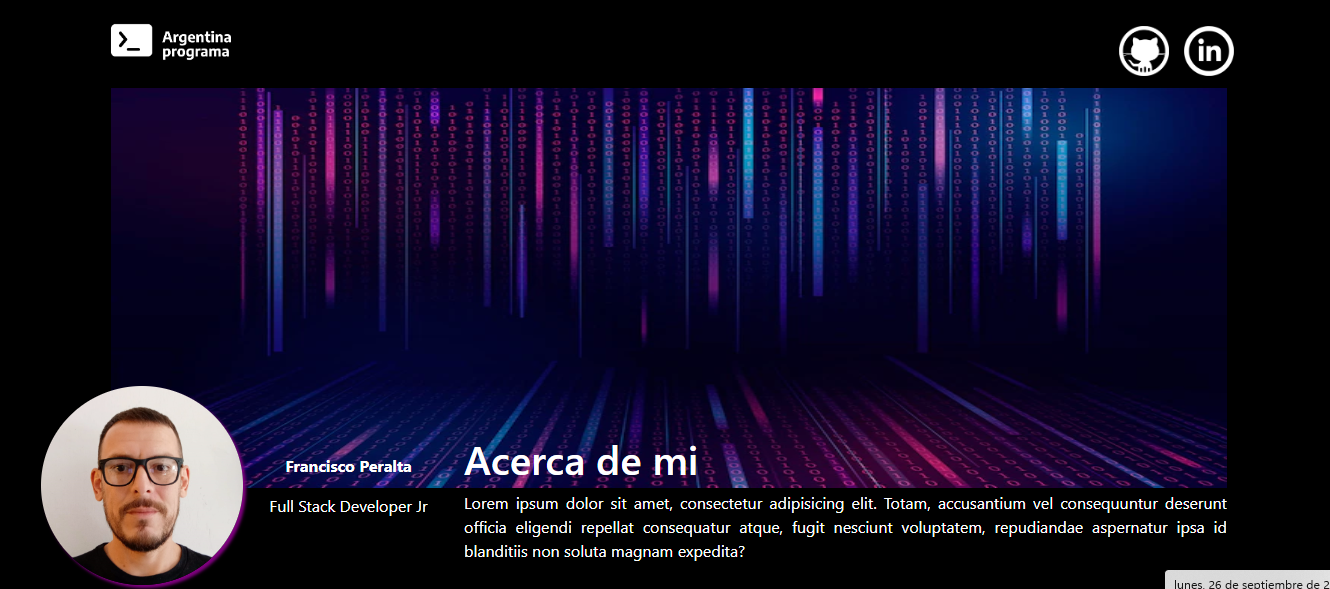 Argentina
programa
in
Francisco Peralta
Full Stack Developer Jr
Acerca de mi
Lorem ipsum dolor sit amet, consectetur adipisicing elit. Totam, accusantium vel consequuntur deserunt
officia eligendi repellat consequatur atque, fugit nesciunt voluptatem, repudiandae aspernatur ipsa id
blanditiis non soluta magnam expedita?
lunes, 26 de septiembre de 2